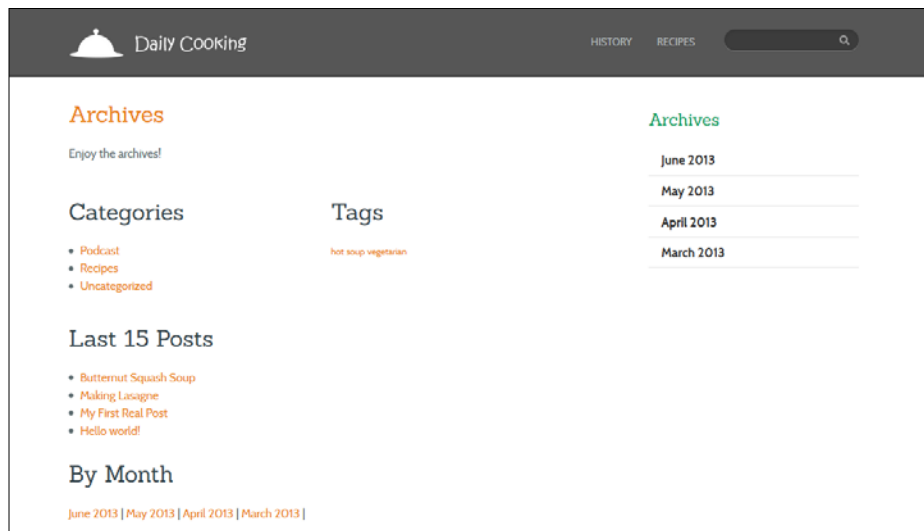 Daily Cooking
HISTORY RECIPES
Archives
Enjoy the archives!
Categories
• Podcast
• Recipes
• Uncategorized
Tags
hot soup vegetarian
Last 15 Posts
• Butternut Squash Soup
• Making Lasagne
• My First Real Post
• Hello world!
By Month
June 2013 | May 2013 | April 2013 | March 2013 |
Archives
June 2013
May 2013
April 2013
March 2013